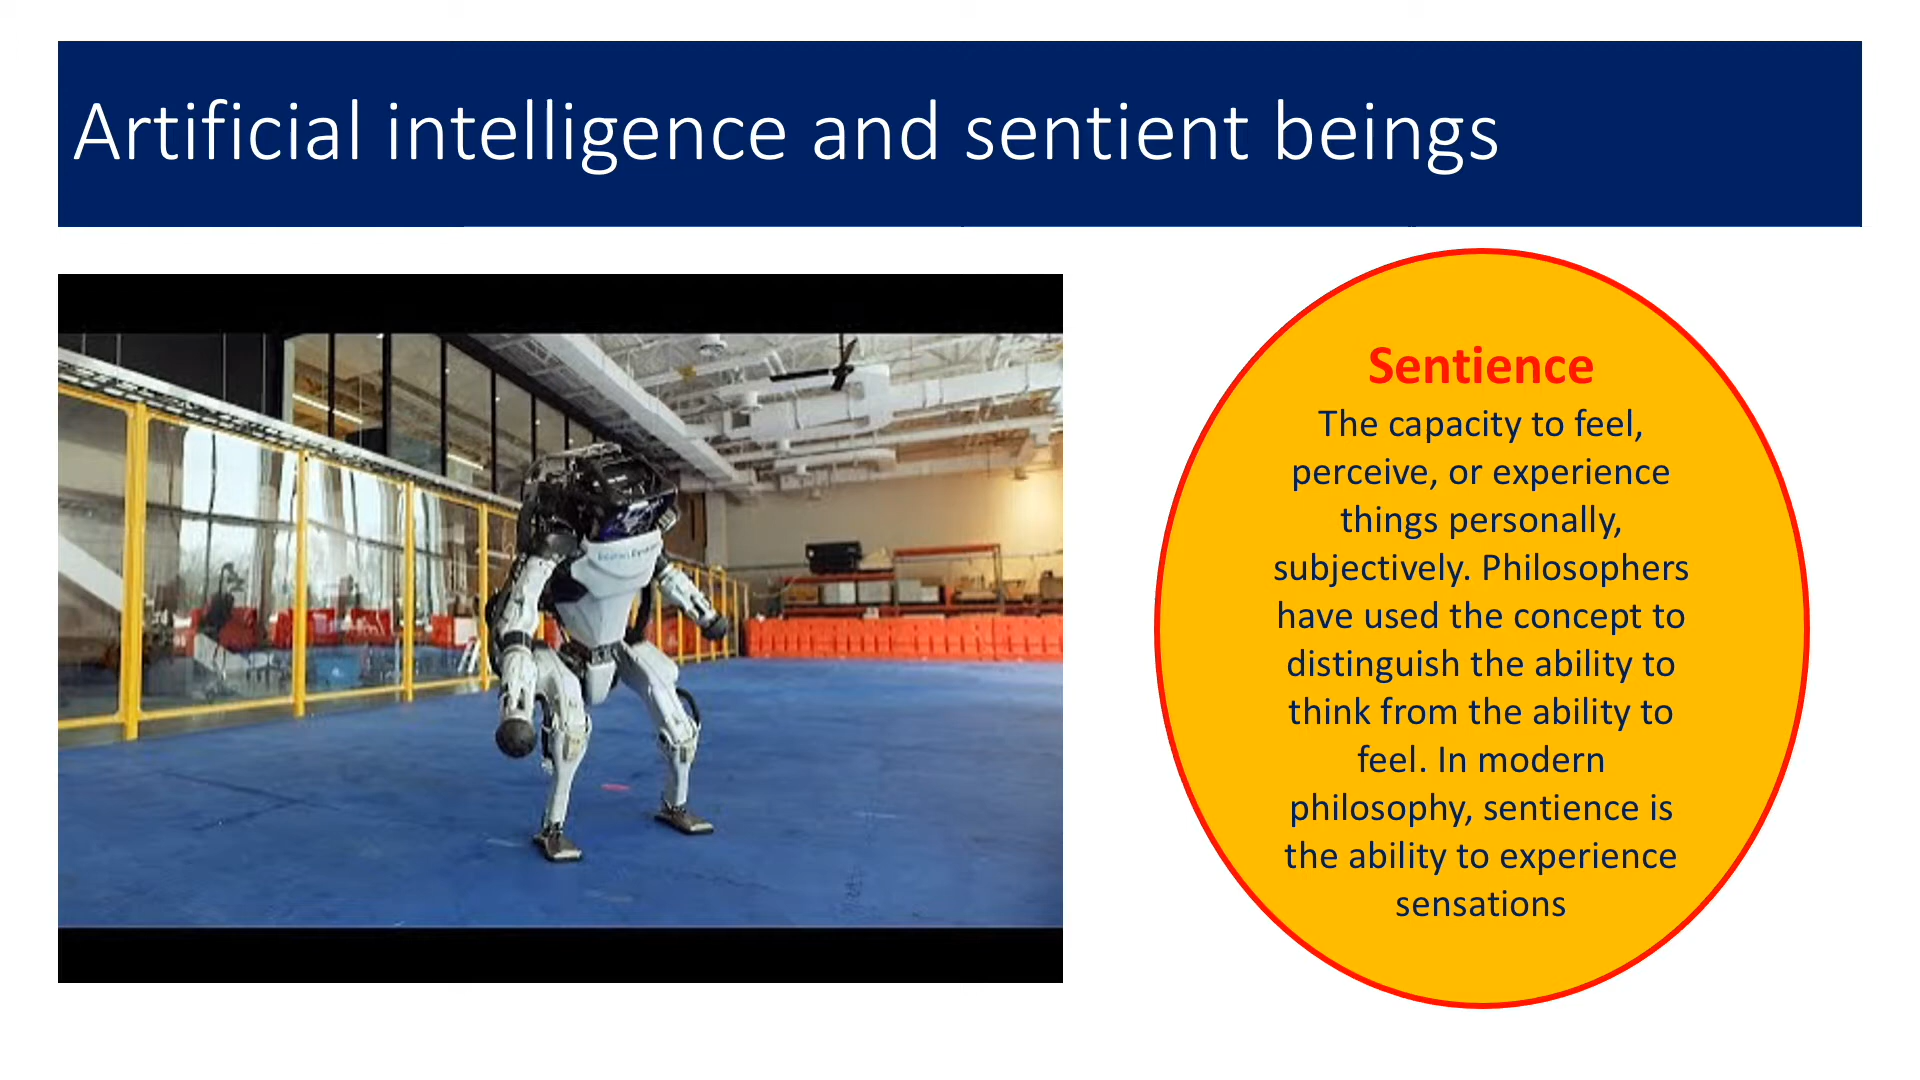 Artificial intelligence and sentient beings
Sentience
The capacity to feel,
perceive, or experience
things personally,
subjectively. Philosophers
have used the concept to
distinguish the ability to
think from the ability to
feel. In modern
philosophy, sentience is
the ability to experience
sensations